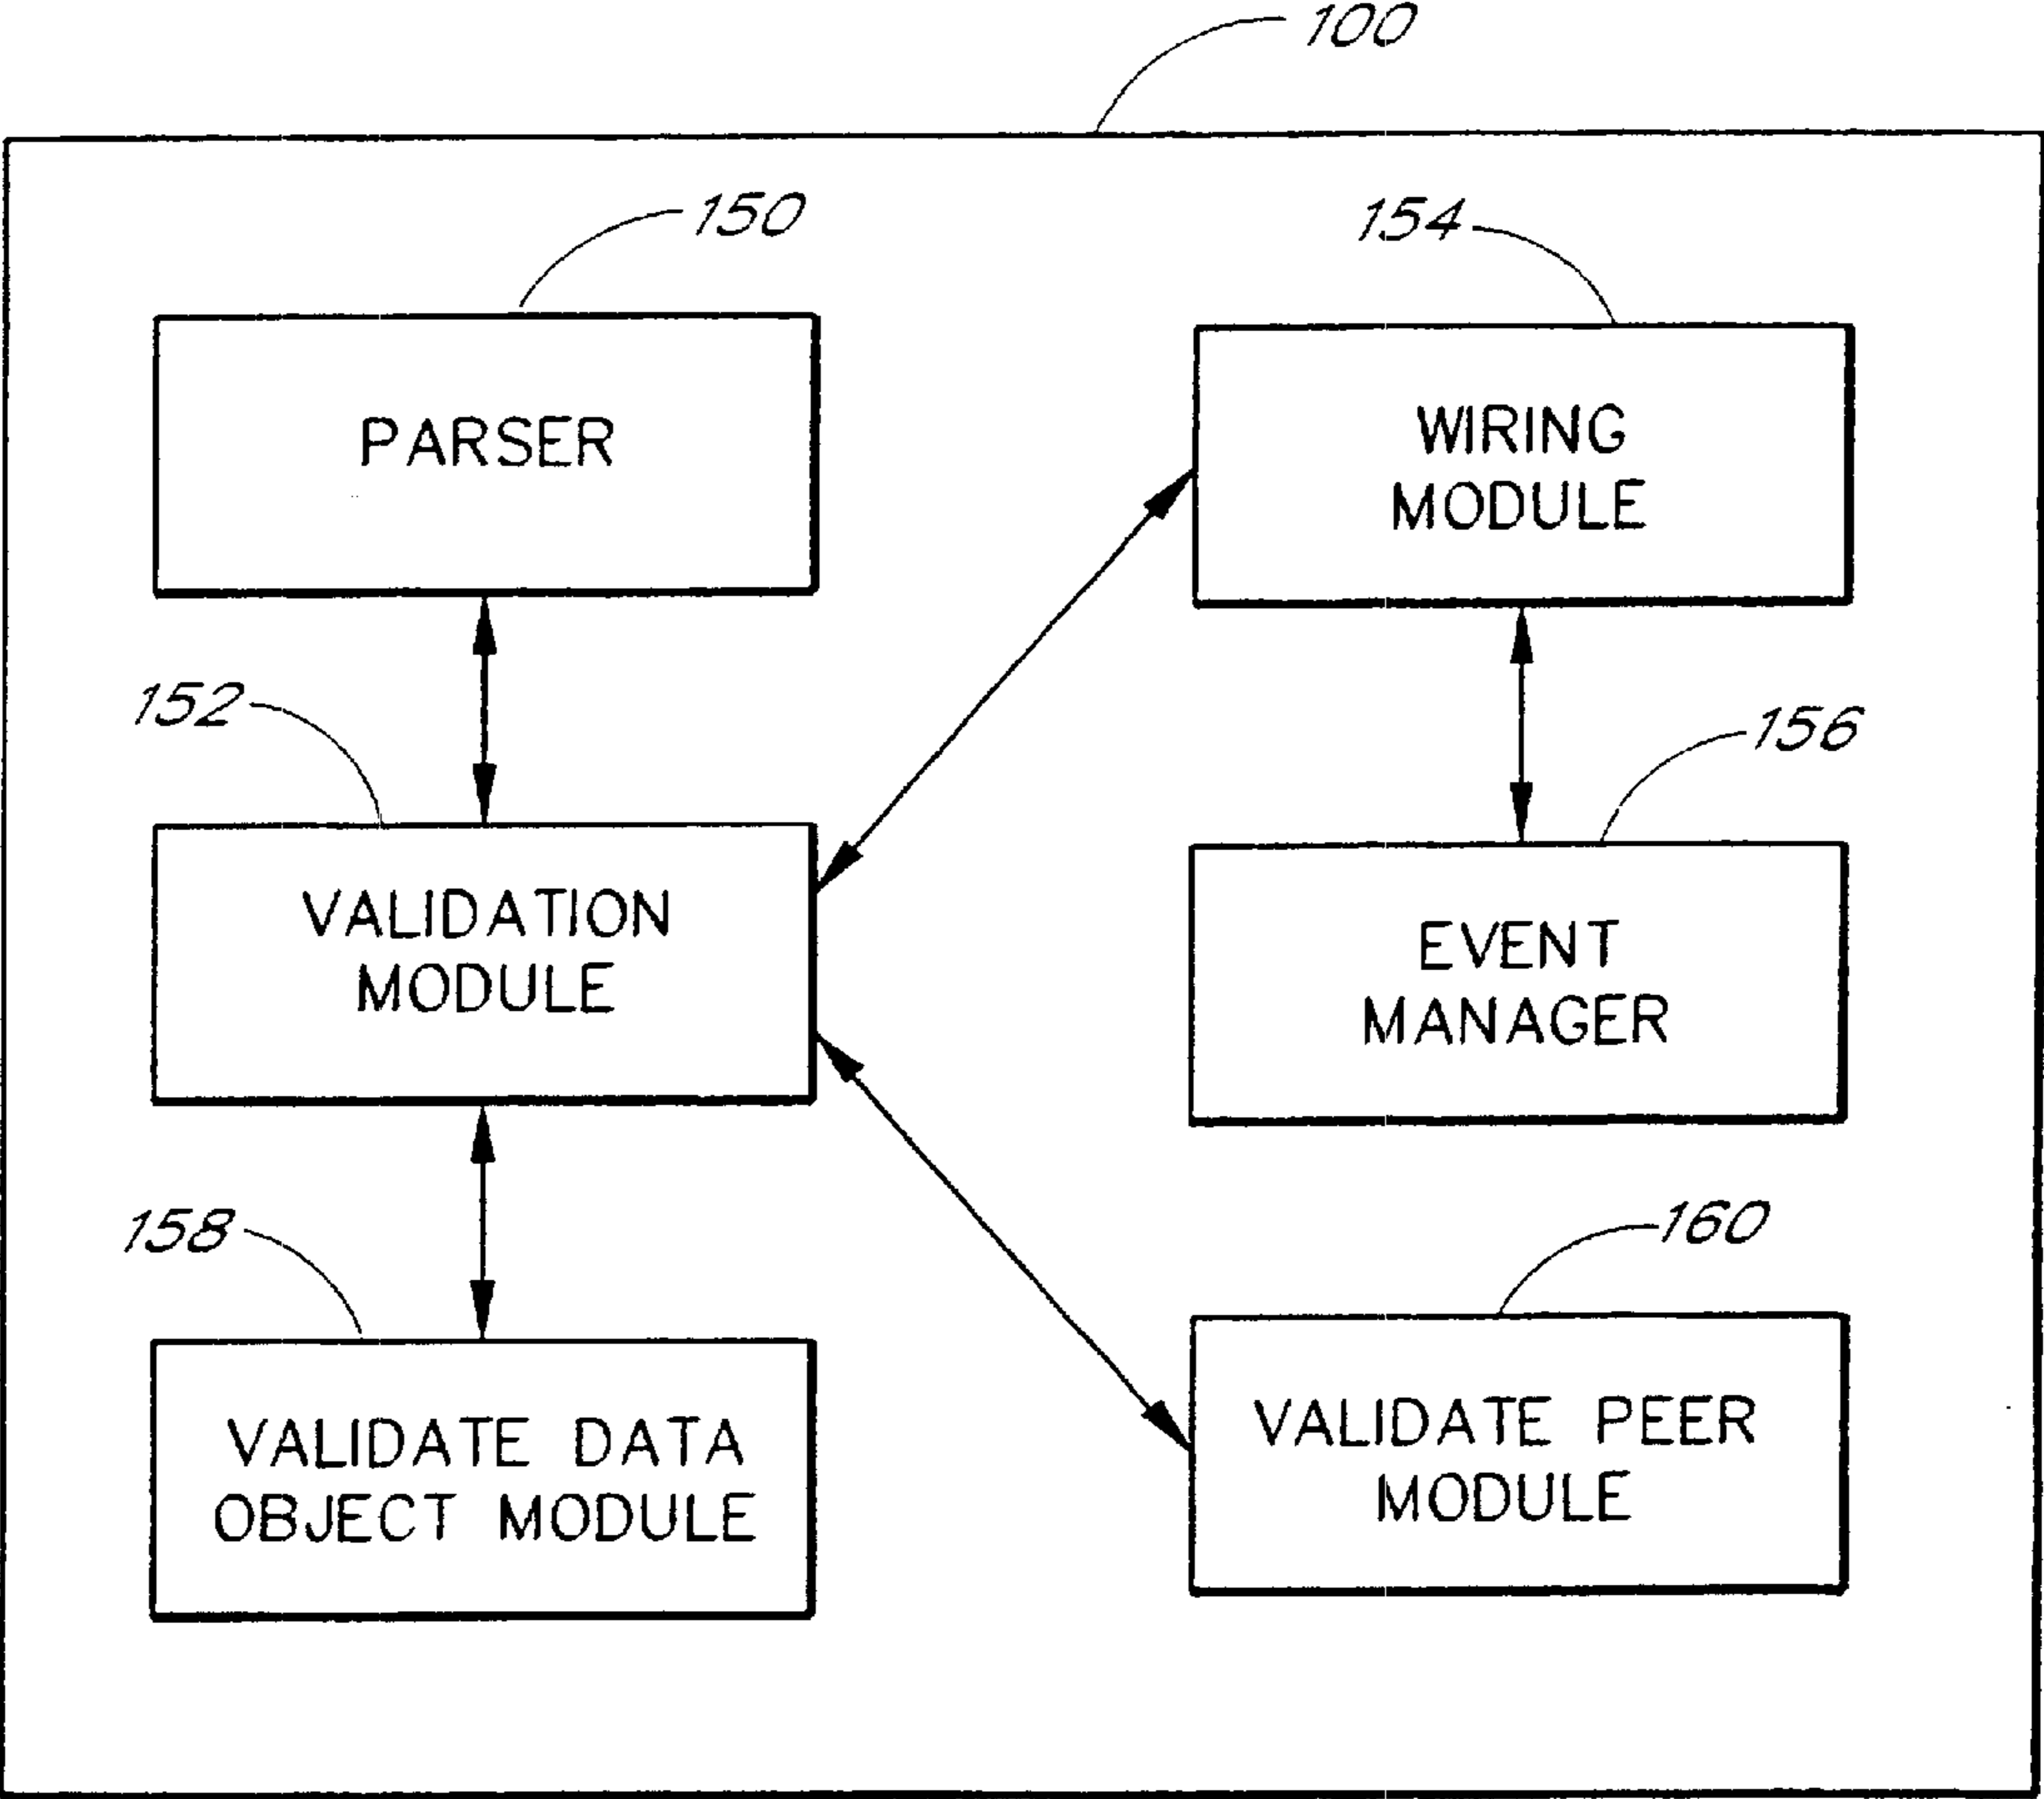 100
150
154
PARSER
WIRING
MODULE
152
156
VALIDATION
MODULE
EVENT
MANAGER
158
160
VALIDATE DATA
OBJECT MODULE
VALIDATE PEER
MODULE